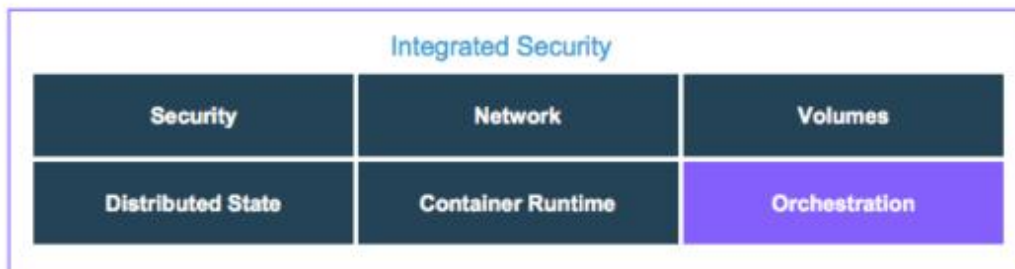 Integrated Security
Security Network Volumes
Distributed State Container Runtime Orchestration